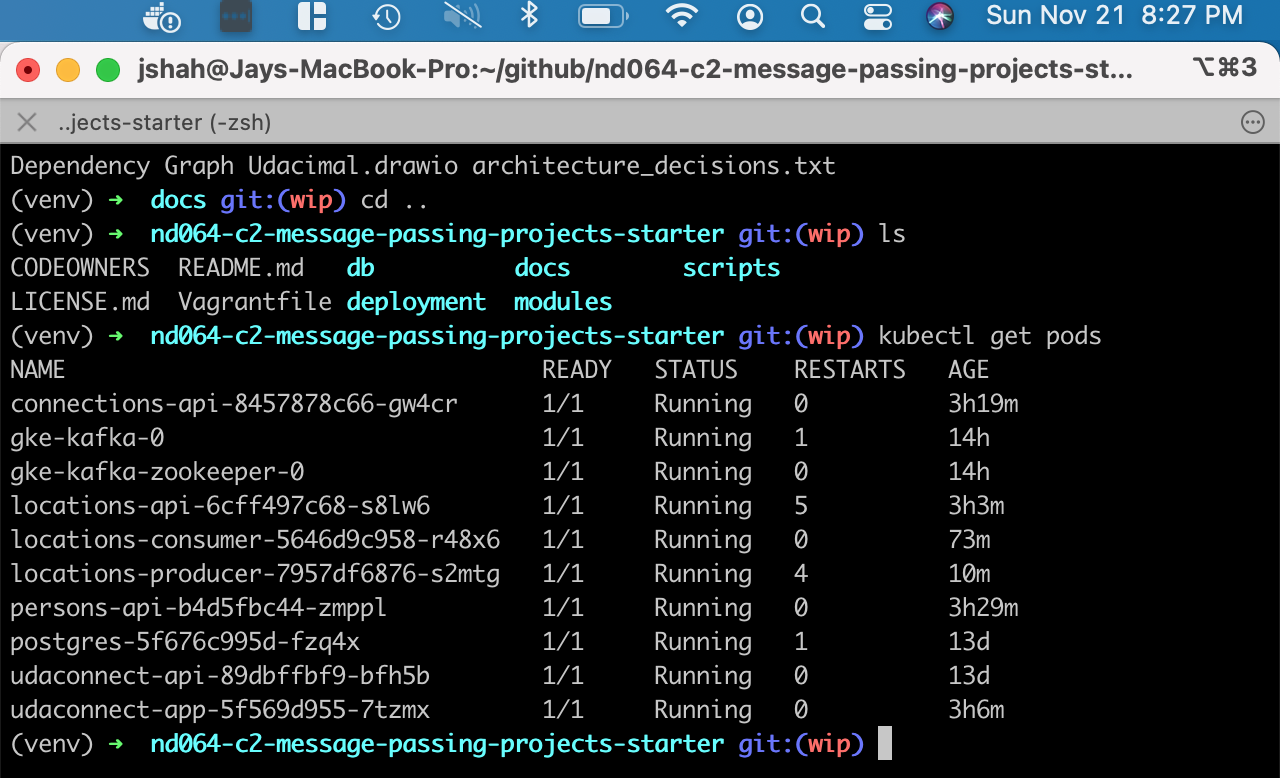 Sun Nov 21 8:27 PM
jshah@Jays-MacBook-Pro:~/github/nd064-c2-message-passing-projects-st... ⌥⌘3
..jects-starter (-zsh)
Dependency Graph Udacimal.drawio architecture_decisions.txt
(venv) ➜  docs git:(wip) cd ..
(venv) ➜  nd064-c2-message-passing-projects-starter git:(wip) ls
CODEOWNERS  README.md   db          docs        scripts
LICENSE.md  Vagrantfile deployment  modules
(venv) ➜  nd064-c2-message-passing-projects-starter git:(wip) kubectl get pods
NAME                                  READY   STATUS    RESTARTS   AGE
connections-api-8457878c66-gw4cr      1/1     Running   0          3h19m
gke-kafka-0                           1/1     Running   1          14h
gke-kafka-zookeeper-0                 1/1     Running   0          14h
locations-api-6cff497c68-s8lw6        1/1     Running   5          3h3m
locations-consumer-5646d9c958-r48x6   1/1     Running   0          73m
locations-producer-7957df6876-s2mtg   1/1     Running   4          10m
persons-api-b4d5fbc44-zmppl           1/1     Running   0          3h29m
postgres-5f676c995d-fzq4x             1/1     Running   1          13d
udaconnect-api-89dbffbf9-bfh5b        1/1     Running   0          13d
udaconnect-app-5f569d955-7tzmx        1/1     Running   0          3h6m
(venv) ➜  nd064-c2-message-passing-projects-starter git:(wip)